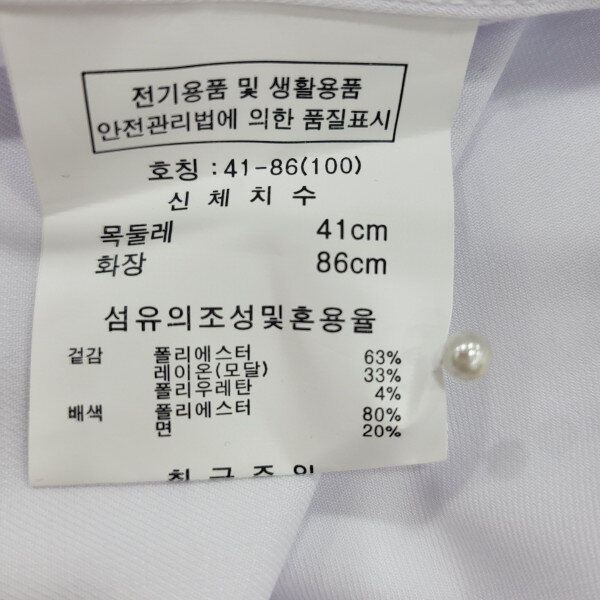 전기용품 및 생활용품
안전관리법에 의한 품질표시
호칭 : 41-86(100)
신 체 치 수
목둘레 41cm
화장 86cm
섬유의조성및혼용율
겉감 폴리에스터 63%
레이온(모달) 33%
폴리우레탄 4%
배색 폴리에스터 80%
면 20%